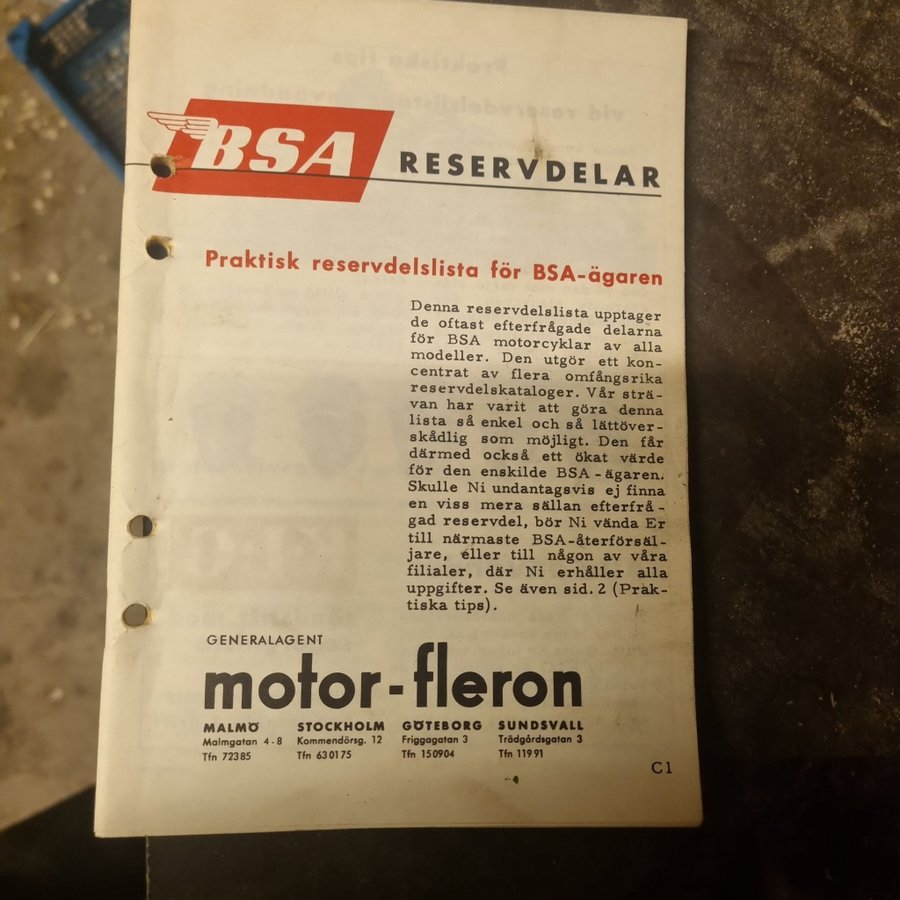 BSA RESERVDELAR
Praktisk reservdelslista för BSA-ägaren
Denna reservdelslista upptager
de oftast efterfrågade delarna
för BSA motorcyklar av alla
modeller. Den utgör ett kon-
centrat av flera omfångsrika
reservdelskataloger. Vår strä-
van har varit att göra denna
lista så enkel och så lättöver-
skådlig som möjligt. Den får
därmed också ett ökat värde
för den enskilde BSA-ägaren.
Skulle Ni undantagsvis ej finna
en viss mera sällan efterfrå-
gad reservdel, bör Ni vända Er
till närmaste BSA-återförsäl-
jare, eller till någon av våra
filialer, där Ni erhåller alla
uppgifter. Se även sid. 2 (Prak-
tiska tips).
GENERALAGENT
motor-fleron
MALMÖ STOCKHOLM GÖTEBORG SUNDSVALL
Malmgatan 4-8 Kommendörsg. 12 Friggagatan 3 Trädgårdsgatan 3
Tfn 72385 Tfn 630175 Tfn 150904 Tfn 11991
C1